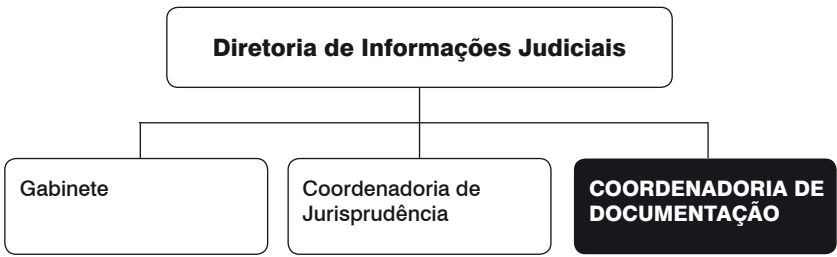 Diretoria de Informações Judiciais
Gabinete
Coordenadoria de
Jurisprudência
COORDENADORIA DE
DOCUMENTAÇÃO